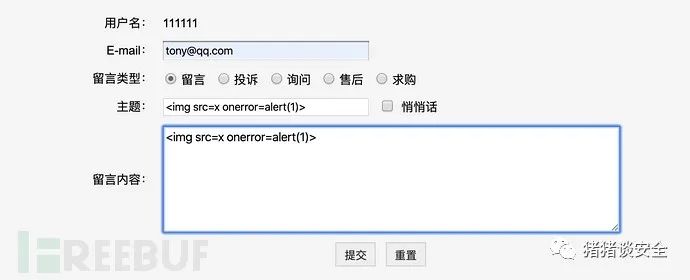 用户名： 111111
E-mail： tony@qq.com
留言类型： 留言 投诉 询问 售后 求购
主题： <img src=x onerror=alert(1)> 悄悄话
<img src=x onerror=alert(1)>
留言内容：
提交 重置
FREEBUF
猪猪谈安全